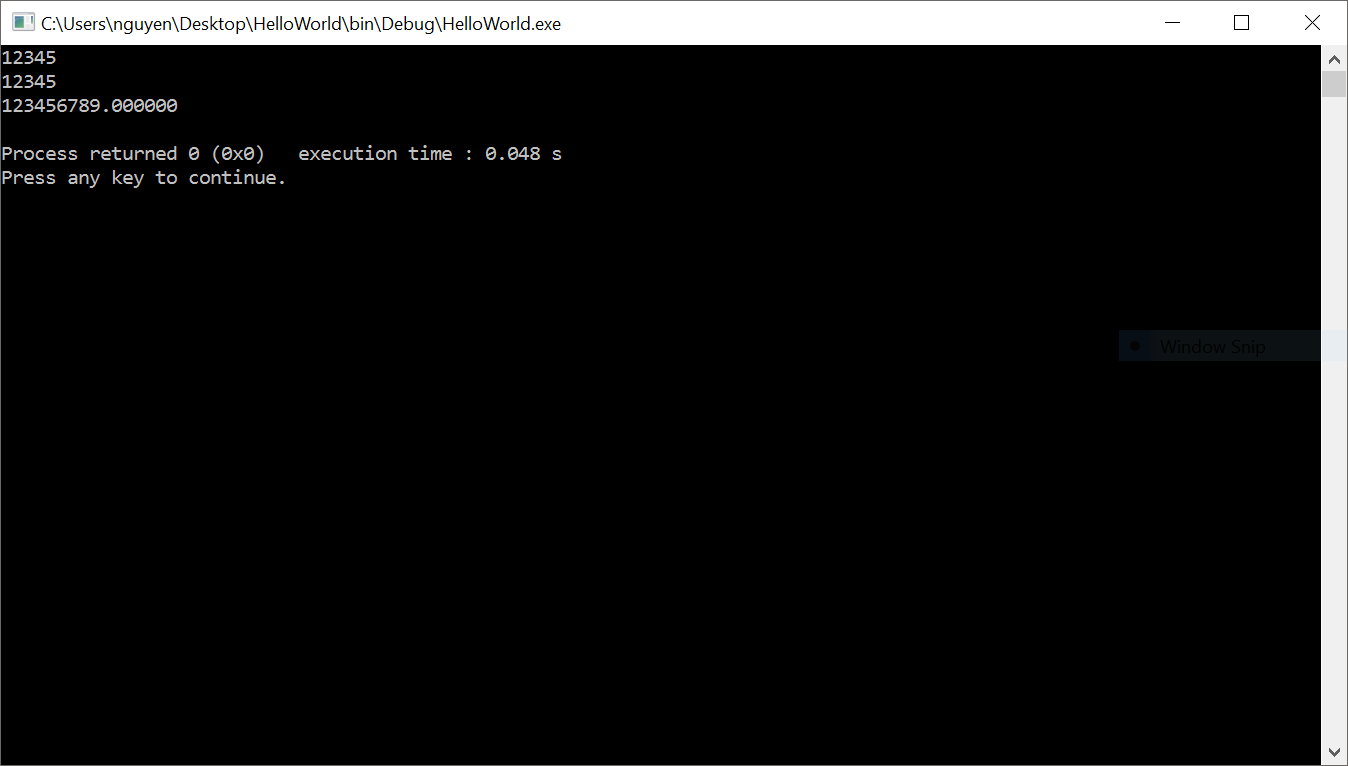 C:\Users\nguyen\Desktop\HelloWorld\bin\Debug\HelloWorld.exe
12345
12345
123456789.000000
Process returned 0 (0x0)   execution time : 0.048 s
Press any key to continue.
Window Snip